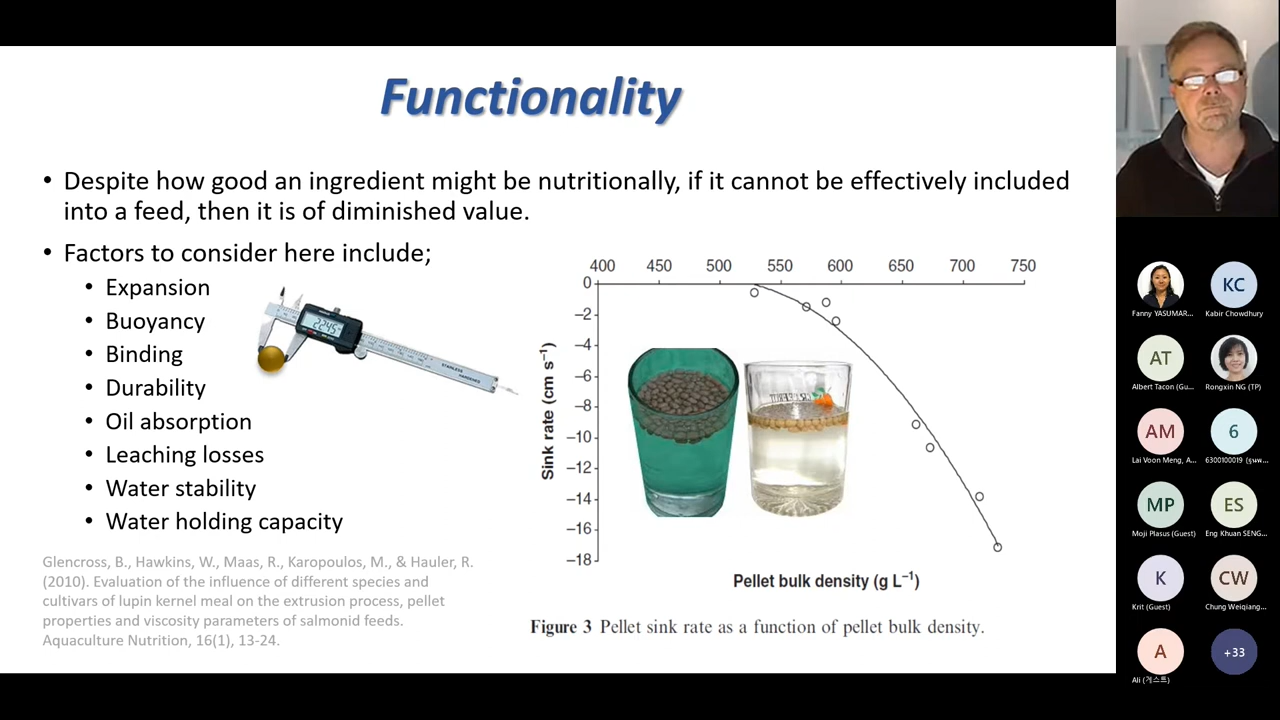 Functionality
• Despite how good an ingredient might be nutritionally, if it cannot be effectively included
into a feed, then it is of diminished value.
• Factors to consider here include;
• Expansion
• Buoyancy
• Binding
• Durability
• Oil absorption
• Leaching losses
• Water stability
• Water holding capacity
Glencross, B., Hawkins, W., Maas, R., Karopoulos, M., & Hauler, R.
(2010). Evaluation of the influence of different species and
cultivars of lupin kernel meal on the extrusion process, pellet
properties and viscosity parameters of salmonid feeds.
Aquaculture Nutrition, 16(1), 13-24.
400 450 500 550 600 650 700 750
0
–2
–4
–6
–8
–10
–12
–14
–16
–18
Sink rate (cm s⁻¹)
Pellet bulk density (g L⁻¹)
Figure 3 Pellet sink rate as a function of pellet bulk density.
STAINLESS
HARDENED
Fanny YASUMAR...
KC
Kabir Chowdhury
AT
Albert Tacon (Gu...
Rongxin NG (TP)
AM
Lai Voon Meng, A...
6
6300100019
MP
Moji Plasus (Guest)
ES
Eng Khuan SENG...
K
Krit (Guest)
CW
Chung Weiqiang...
A
Ali (게스트)
+33